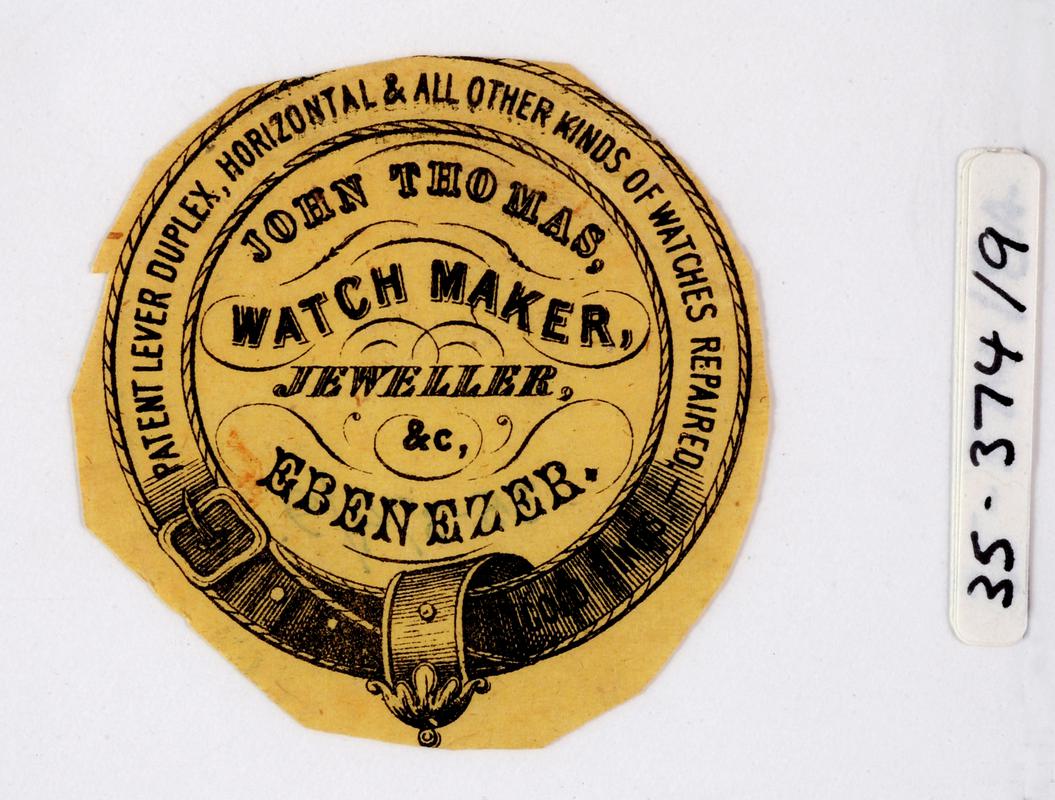 PATENT LEVER DUPLEX, HORIZONTAL & ALL OTHER KINDS OF WATCHES REPAIRED,
JOHN THOMAS,
WATCH MAKER,
JEWELLER,
&c,
EBENEZER.
35-374/9